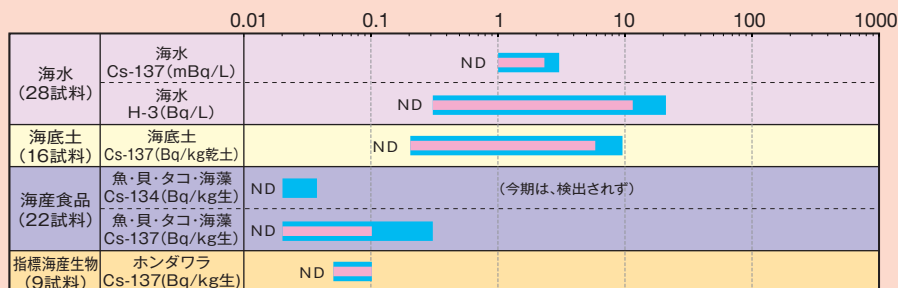 0.01 0.1 1 10 100 1000
海水
(28試料)
海水
Cs-137(mBq/L)
ND
海水
H-3(Bq/L)
ND
海底土
(16試料)
海底土
Cs-137(Bq/kg乾土)
ND
海産食品
(22試料)
魚・貝・タコ・海藻
Cs-134(Bq/kg生)
ND
(今期は、検出されず)
魚・貝・タコ・海藻
Cs-137(Bq/kg生)
ND
指標海産生物
(9試料)
ホンダワラ
Cs-137(Bq/kg生)
ND